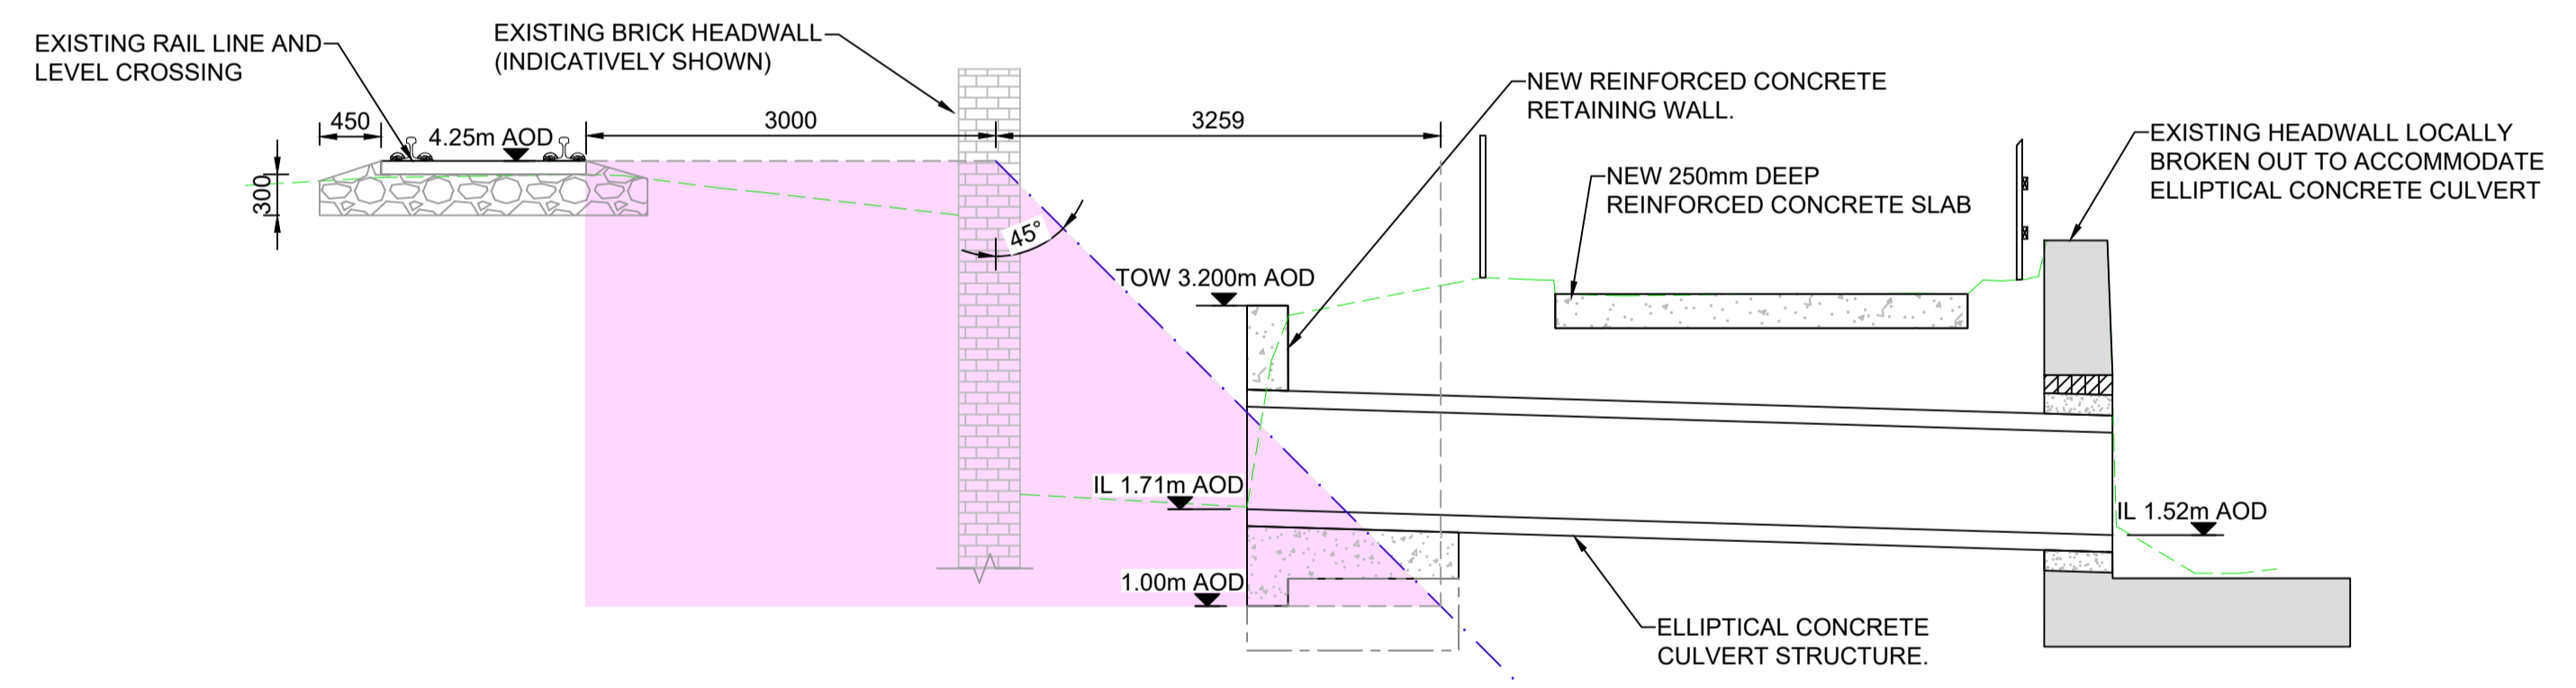 EXISTING RAIL LINE AND
LEVEL CROSSING
EXISTING BRICK HEADWALL
(INDICATIVELY SHOWN)
NEW REINFORCED CONCRETE
RETAINING WALL.
EXISTING HEADWALL LOCALLY
BROKEN OUT TO ACCOMMODATE
ELLIPTICAL CONCRETE CULVERT
450
4.25m AOD
3000
3259
300
NEW 250mm DEEP
REINFORCED CONCRETE SLAB
45°
TOW 3.200m AOD
IL 1.71m AOD
IL 1.52m AOD
1.00m AOD
ELLIPTICAL CONCRETE
CULVERT STRUCTURE.